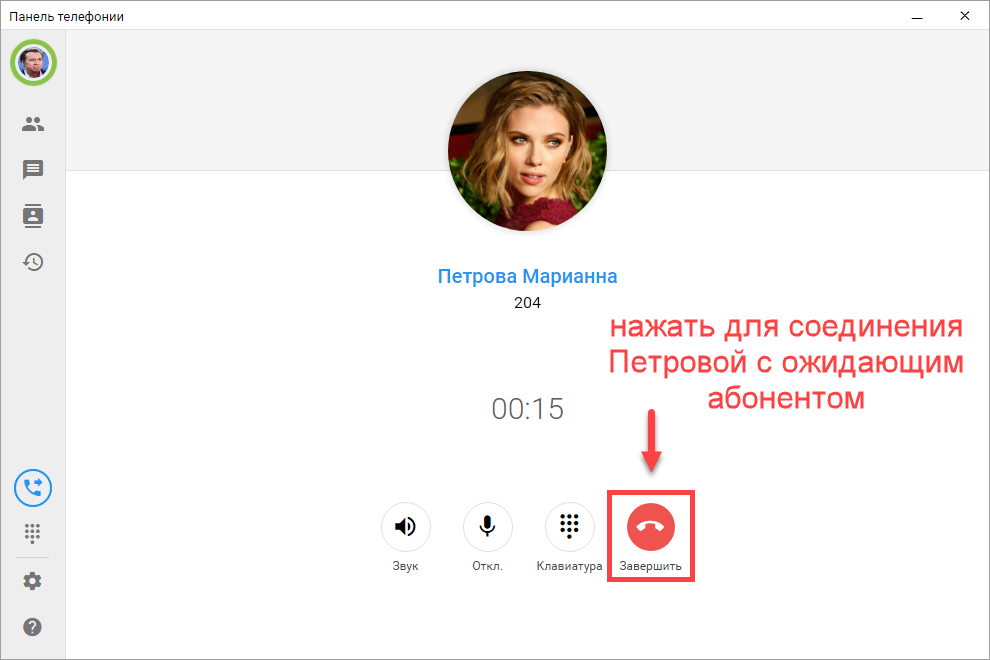 Панель телефонии
Петрова Марианна
204
нажать для соединения
Петровой с ожидающим
абонентом
00:15
Звук
Откл.
Клавиатура
Завершить